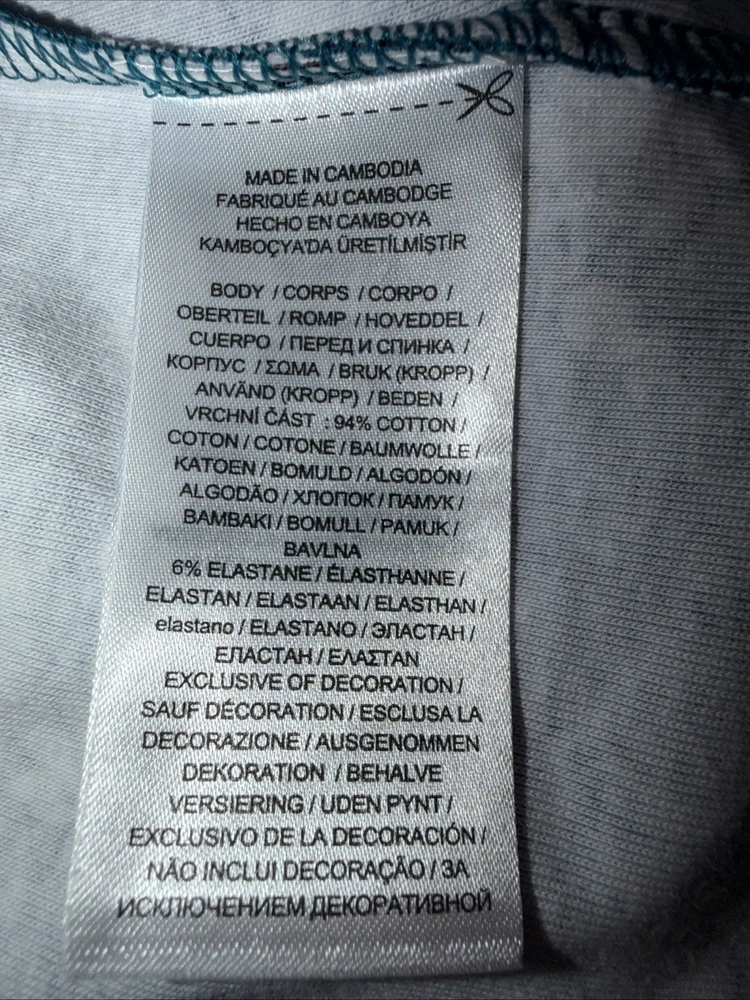 MADE IN CAMBODIA
FABRIQUÉ AU CAMBODGE
HECHO EN CAMBOYA
KAMBOÇYA'DA ÜRETİLMİŞTİR
BODY / CORPS / CORPO /
OBERTEIL / ROMP / HOVEDDEL /
CUERPO / ПЕРЕД И СПИНКА /
КОРПУС / ΣΩΜΑ / BRUK (KROPP) /
ANVÄND (KROPP) / BEDEN /
VRCHNÍ ČÁST : 94% COTTON /
COTON / COTONE / BAUMWOLLE /
KATOEN / BOMULD / ALGODÓN /
ALGODÃO / ХЛОПОК / ПАМУК /
BAMBAKI / BOMULL / PAMUK /
BAVLNA
6% ELASTANE / ÉLASTHANNE /
ELASTAN / ELASTAAN / ELASTHAN /
elastano / ELASTANO / ЭЛАСТАН /
ЕЛАСТАН / ΕΛΑΣΤΑΝ
EXCLUSIVE OF DECORATION /
SAUF DÉCORATION / ESCLUSA LA
DECORAZIONE / AUSGENOMMEN
DEKORATION / BEHALVE
VERSIERING / UDEN PYNT /
EXCLUSIVO DE LA DECORACIÓN /
NÃO INCLUI DECORAÇÃO / ЗА
ИСКЛЮЧЕНИЕМ ДЕКОРАТИВНОЙ